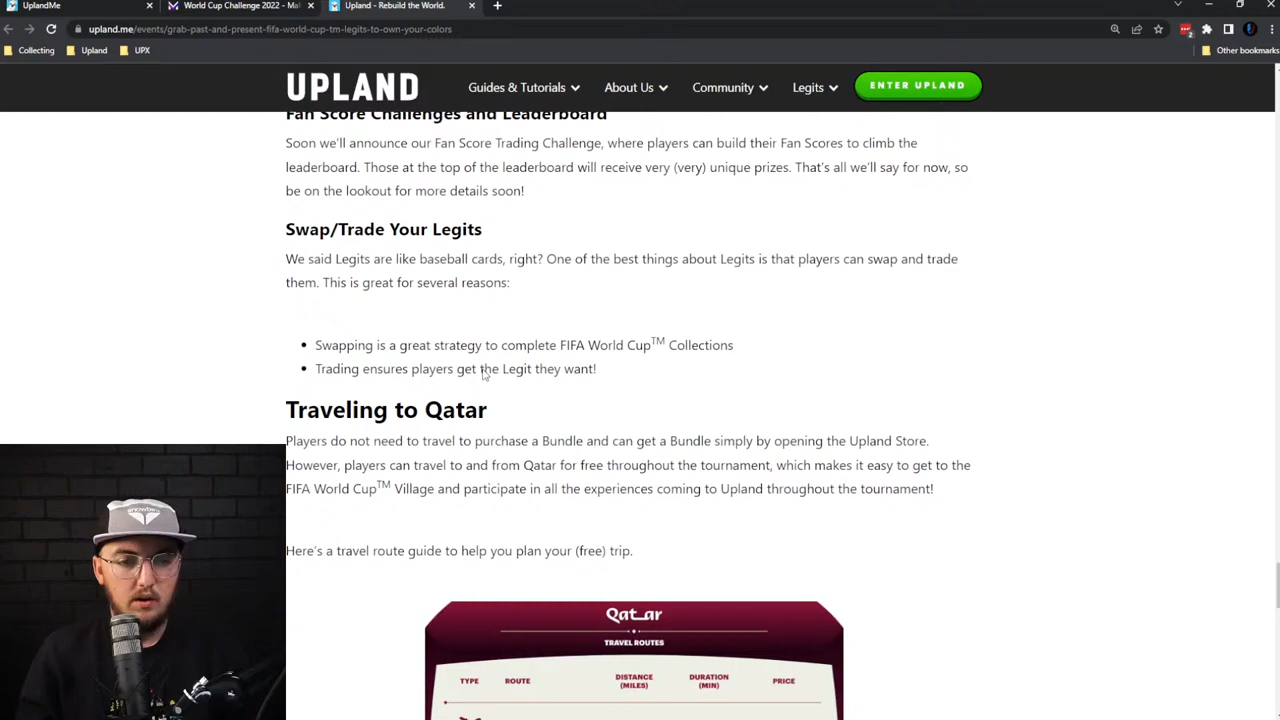 UplandMe
World Cup Challenge 2022 - Ma
Upland - Rebuild the World.
upland.me/events/grab-past-and-present-fifa-world-cup-tm-legits-to-own-your-colors
Collecting
Upland
UPX
Other bookmarks
UPLAND
Guides & Tutorials
About Us
Community
Legits
ENTER UPLAND
Fan Score Challenges and Leaderboard
Soon we'll announce our Fan Score Trading Challenge, where players can build their Fan Scores to climb the
leaderboard. Those at the top of the leaderboard will receive very (very) unique prizes. That's all we'll say for now, so
be on the lookout for more details soon!
Swap/Trade Your Legits
We said Legits are like baseball cards, right? One of the best things about Legits is that players can swap and trade
them. This is great for several reasons:
• Swapping is a great strategy to complete FIFA World Cup™ Collections
• Trading ensures players get the Legit they want!
Traveling to Qatar
Players do not need to travel to purchase a Bundle and can get a Bundle simply by opening the Upland Store.
However, players can travel to and from Qatar for free throughout the tournament, which makes it easy to get to the
FIFA World Cup™ Village and participate in all the experiences coming to Upland throughout the tournament!
Here's a travel route guide to help you plan your (free) trip.
Qatar
TRAVEL ROUTES
TYPE
ROUTE
DISTANCE
(MILES)
DURATION
(MIN)
PRICE